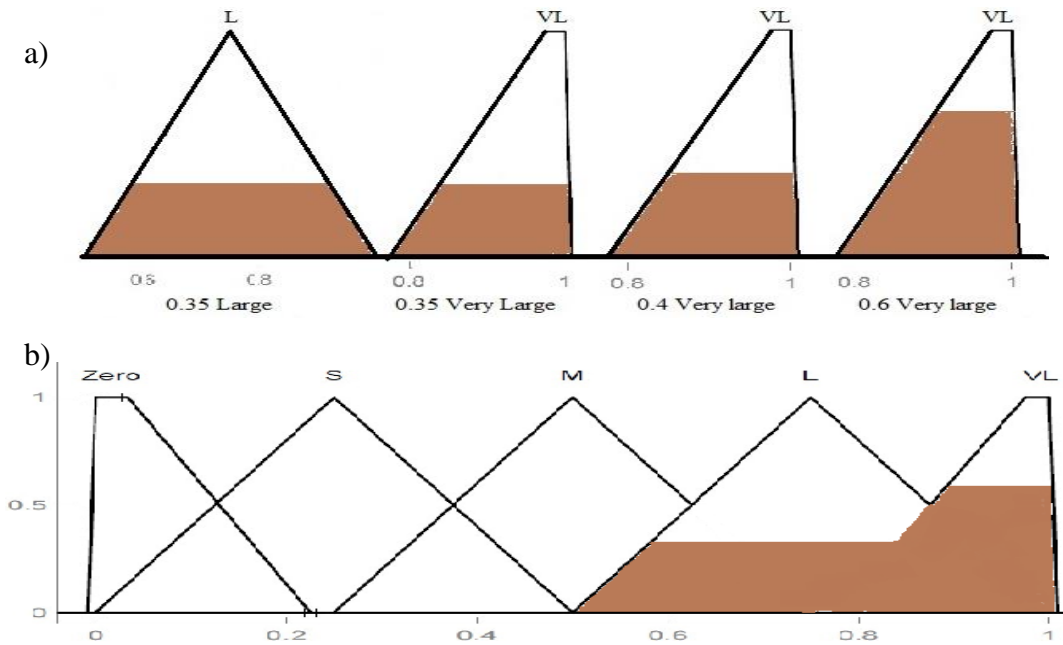 L VL VL VL
a)
0.6 0.8 0.8 1 0.8 1 0.8 1
0.35 Large 0.35 Very Large 0.4 Very large 0.6 Very large
b)
Zero S M L VL
1
0.5
0
0 0.2 0.4 0.6 0.8 1